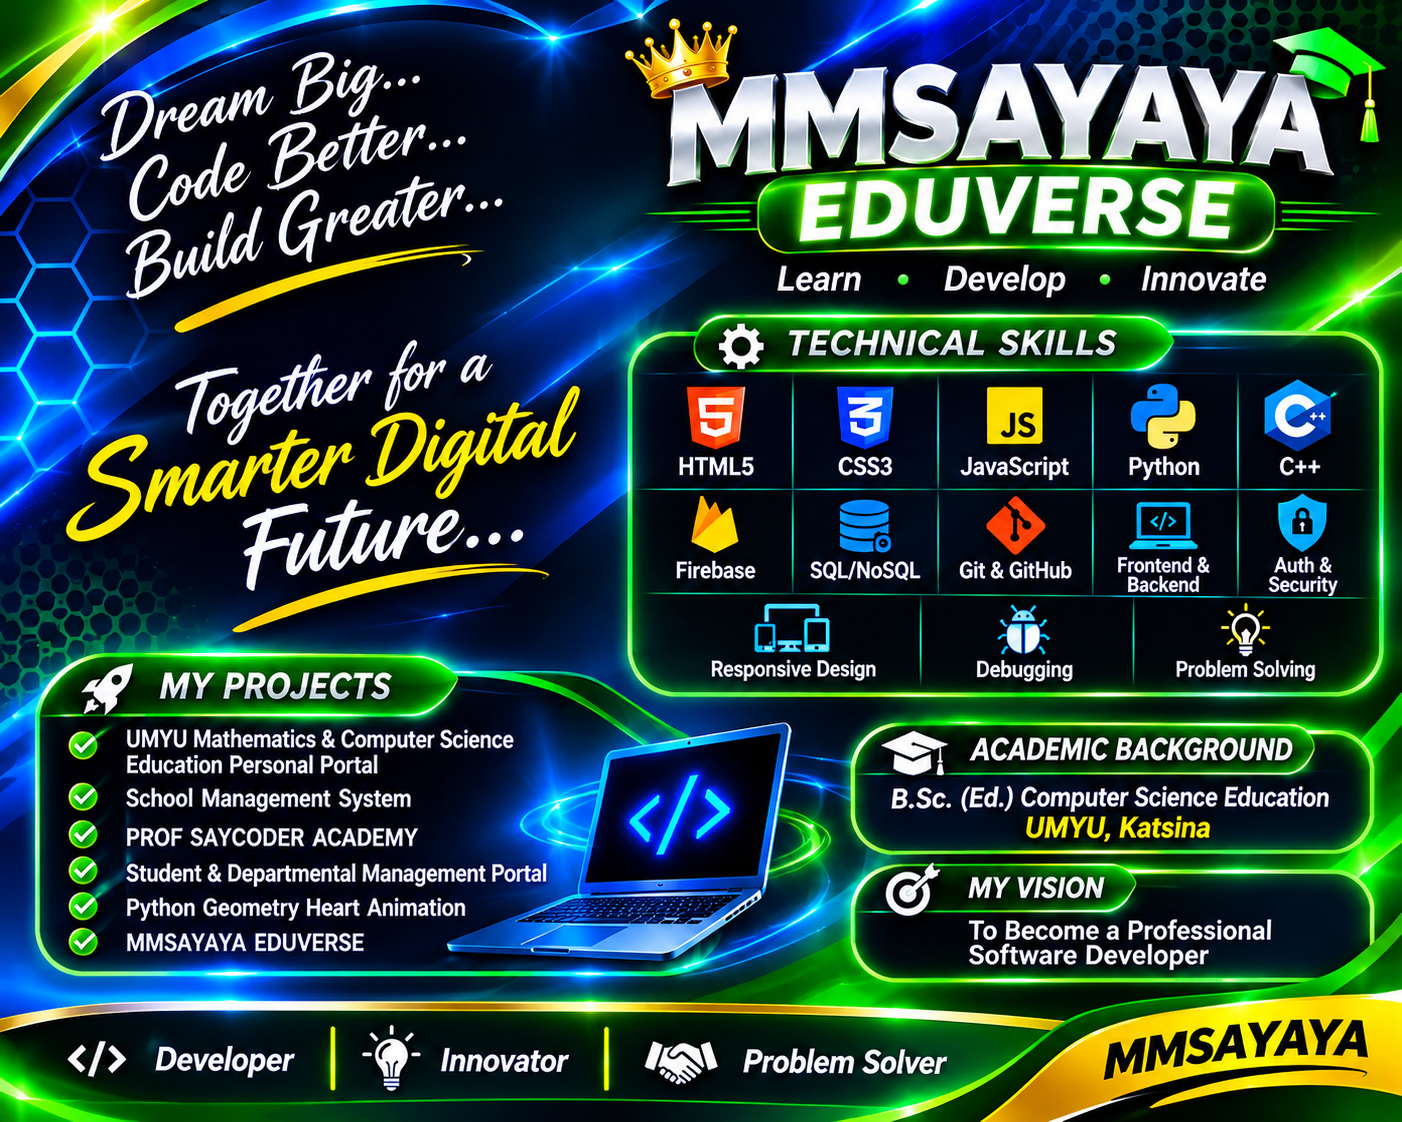 Dream Big...
Code Better...
Build Greater...
Together for a
Smarter Digital
Future...
MMSAYAYA
EDUVERSE
Learn • Develop • Innovate
TECHNICAL SKILLS
5
HTML5
3
CSS3
JS
JavaScript
Python
C++
C++
Firebase
SQL/NoSQL
Git & GitHub
</>
Frontend &
Backend
Auth &
Security
Responsive Design
Debugging
Problem Solving
MY PROJECTS
UMYU Mathematics & Computer Science
Education Personal Portal
School Management System
PROF SAYCODER ACADEMY
Student & Departmental Management Portal
Python Geometry Heart Animation
MMSAYAYA EDUVERSE
</>
ACADEMIC BACKGROUND
B.Sc. (Ed.) Computer Science Education
UMYU, Katsina
MY VISION
To Become a Professional
Software Developer
</> Developer
Innovator
Problem Solver
MMSAYAYA